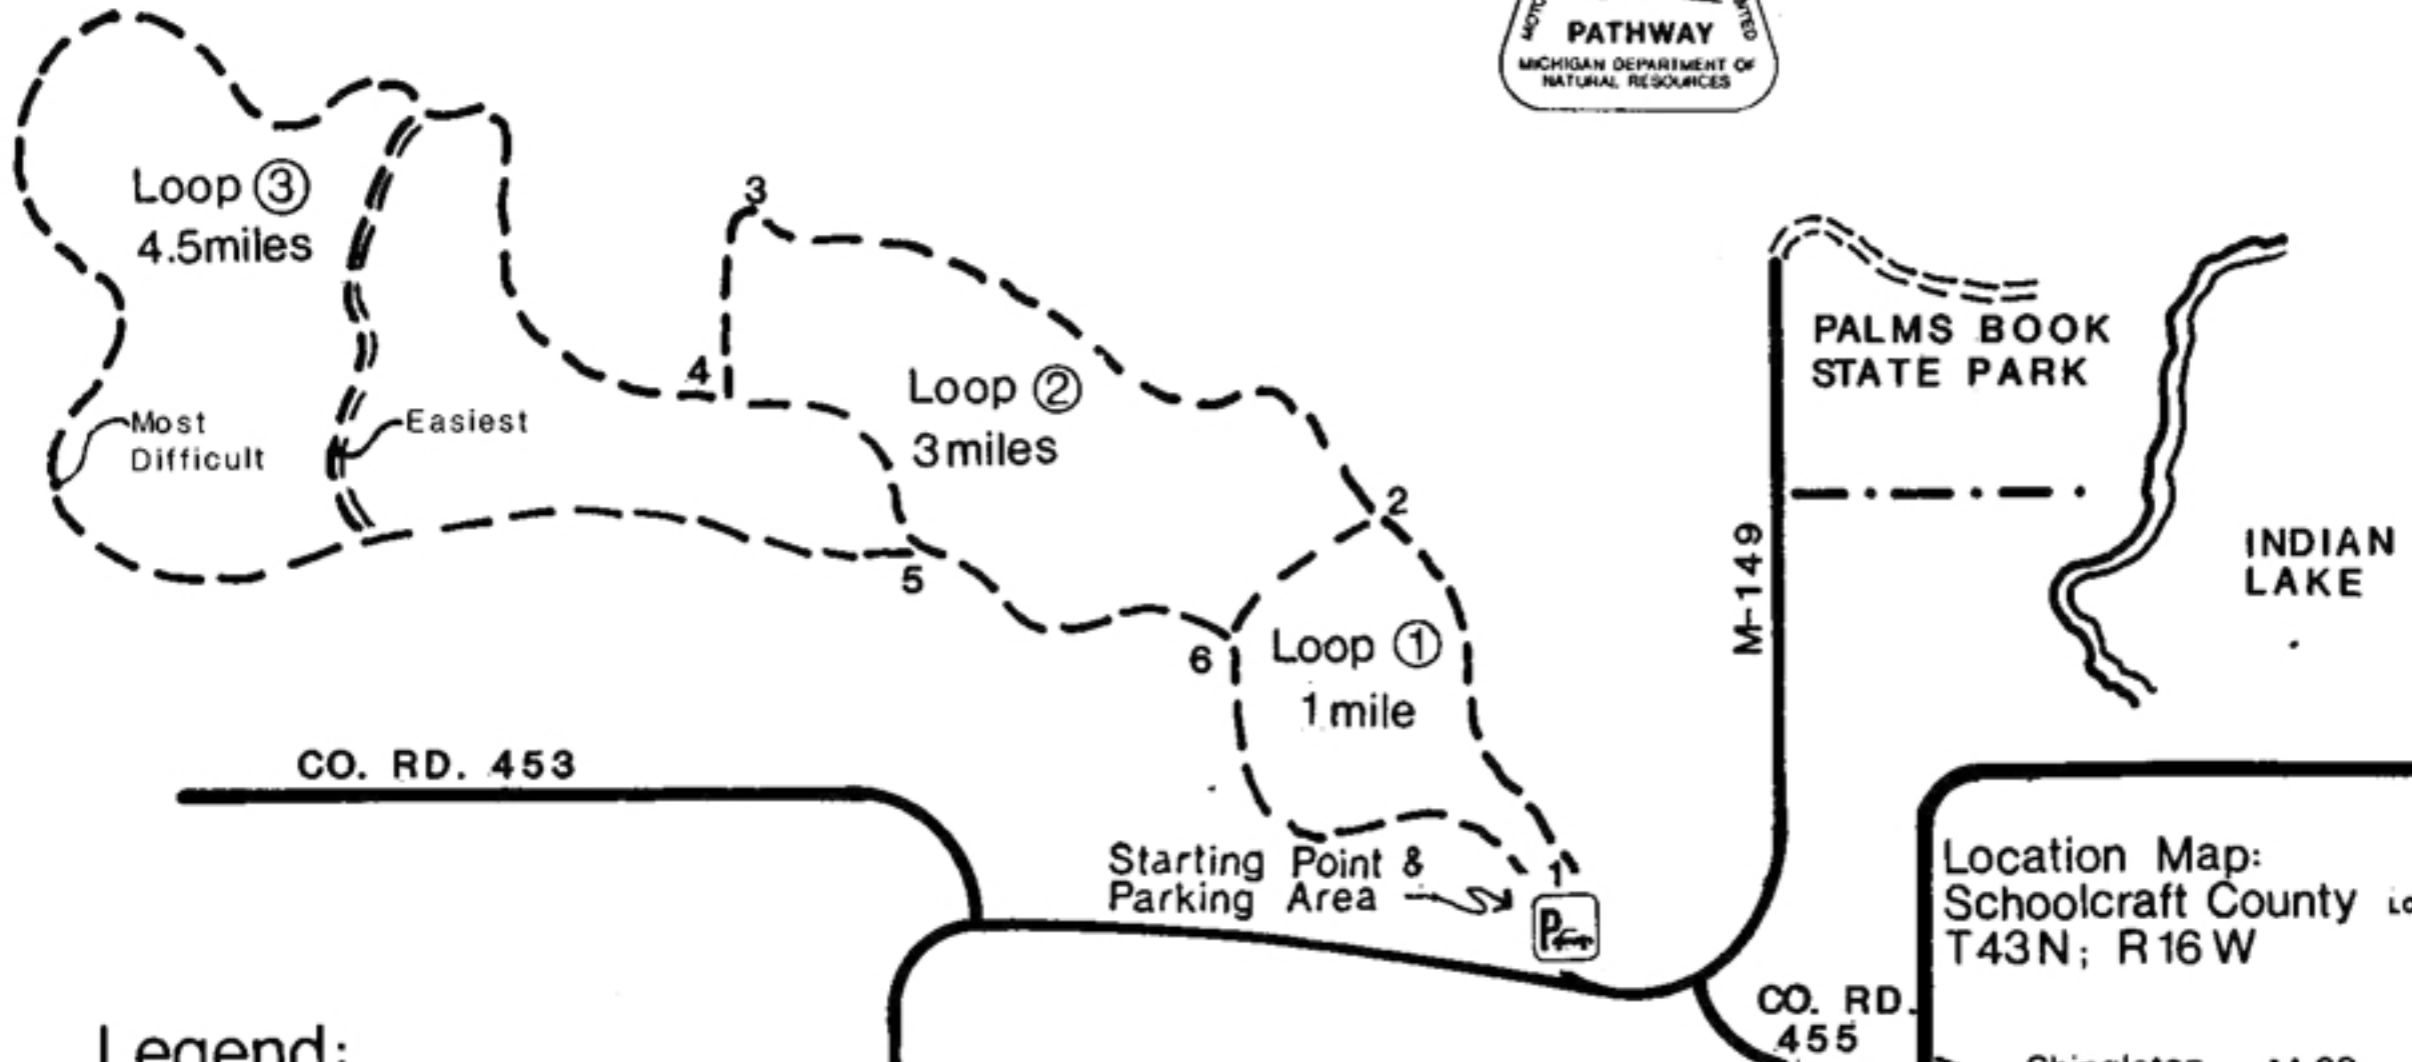 PATHWAY
MICHIGAN DEPARTMENT OF
NATURAL RESOURCES
Loop 3
4.5miles
3
4
Loop 2
3miles
Most
Difficult
Easiest
2
5
6
Loop 1
1 mile
PALMS BOOK
STATE PARK
M-149
INDIAN
LAKE
CO. RD. 453
Starting Point &
Parking Area
1
P
Location Map:
Schoolcraft County
T43N; R16W
CO. RD.
455
Legend: